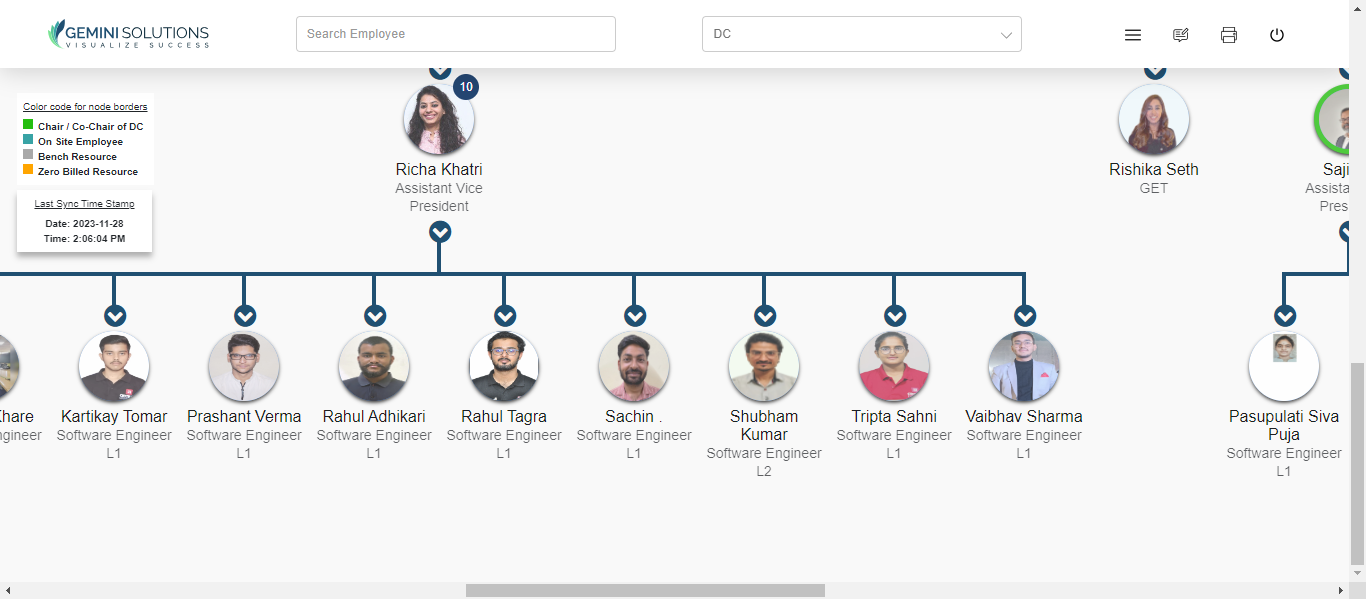 GEMINI SOLUTIONS
VISUALIZE SUCCESS
Search Employee
DC
10
Color code for node borders
Chair / Co-Chair of DC
On Site Employee
Bench Resource
Zero Billed Resource
Last Sync Time Stamp
Date: 2023-11-28
Time: 2:06:04 PM
Richa Khatri
Assistant Vice
President
Rishika Seth
GET
Saji
Assista
Pres
Khare
gineer
Kartikay Tomar
Software Engineer
L1
Prashant Verma
Software Engineer
L1
Rahul Adhikari
Software Engineer
L1
Rahul Tagra
Software Engineer
L1
Sachin .
Software Engineer
L1
Shubham
Kumar
Software Engineer
L2
Tripta Sahni
Software Engineer
L1
Vaibhav Sharma
Software Engineer
L1
Pasupulati Siva
Puja
Software Engineer
L1